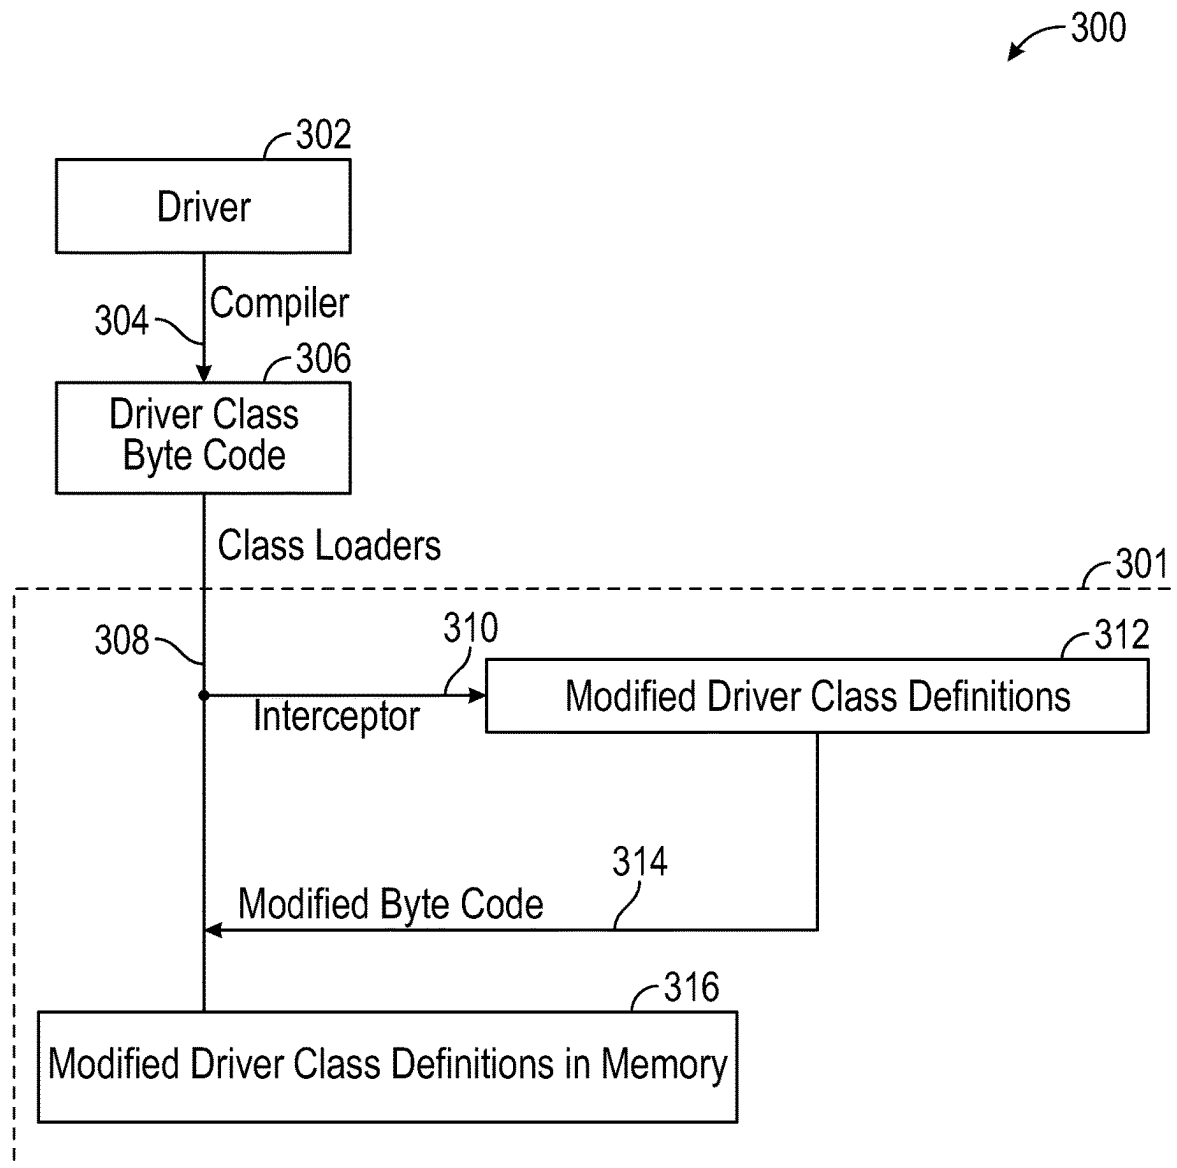 300
302
Driver
Compiler
304
306
Driver Class
Byte Code
Class Loaders
301
308
310
312
Interceptor
Modified Driver Class Definitions
314
Modified Byte Code
316
Modified Driver Class Definitions in Memory